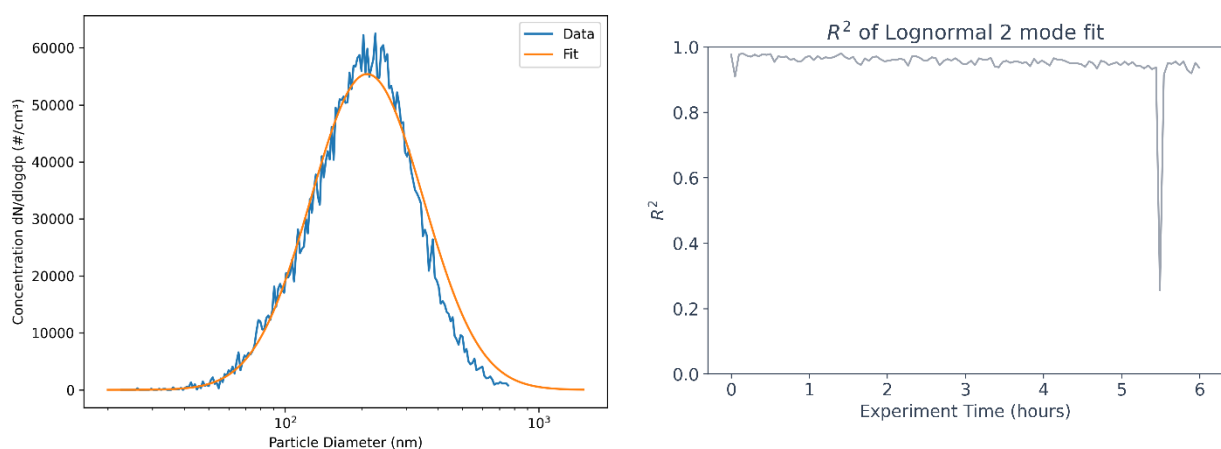 Data
Fit
60000
50000
40000
30000
20000
10000
0
Concentration dN/dlogdp (#/cm³)
10²
10³
Particle Diameter (nm)
R² of Lognormal 2 mode fit
1.0
0.8
0.6
0.4
0.2
0.0
R²
0 1 2 3 4 5 6
Experiment Time (hours)